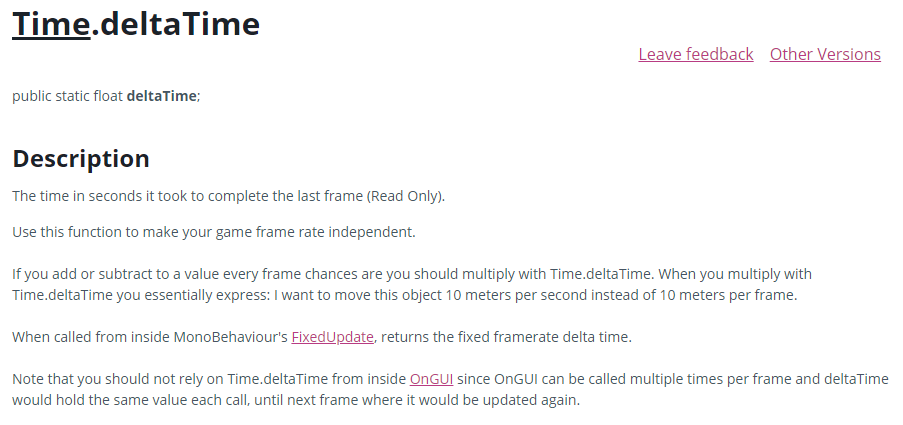 Time.deltaTime
Leave feedback Other Versions
public static float deltaTime;
Description
The time in seconds it took to complete the last frame (Read Only).
Use this function to make your game frame rate independent.
If you add or subtract to a value every frame chances are you should multiply with Time.deltaTime. When you multiply with
Time.deltaTime you essentially express: I want to move this object 10 meters per second instead of 10 meters per frame.
When called from inside MonoBehaviour's FixedUpdate, returns the fixed framerate delta time.
Note that you should not rely on Time.deltaTime from inside OnGUI since OnGUI can be called multiple times per frame and deltaTime
would hold the same value each call, until next frame where it would be updated again.